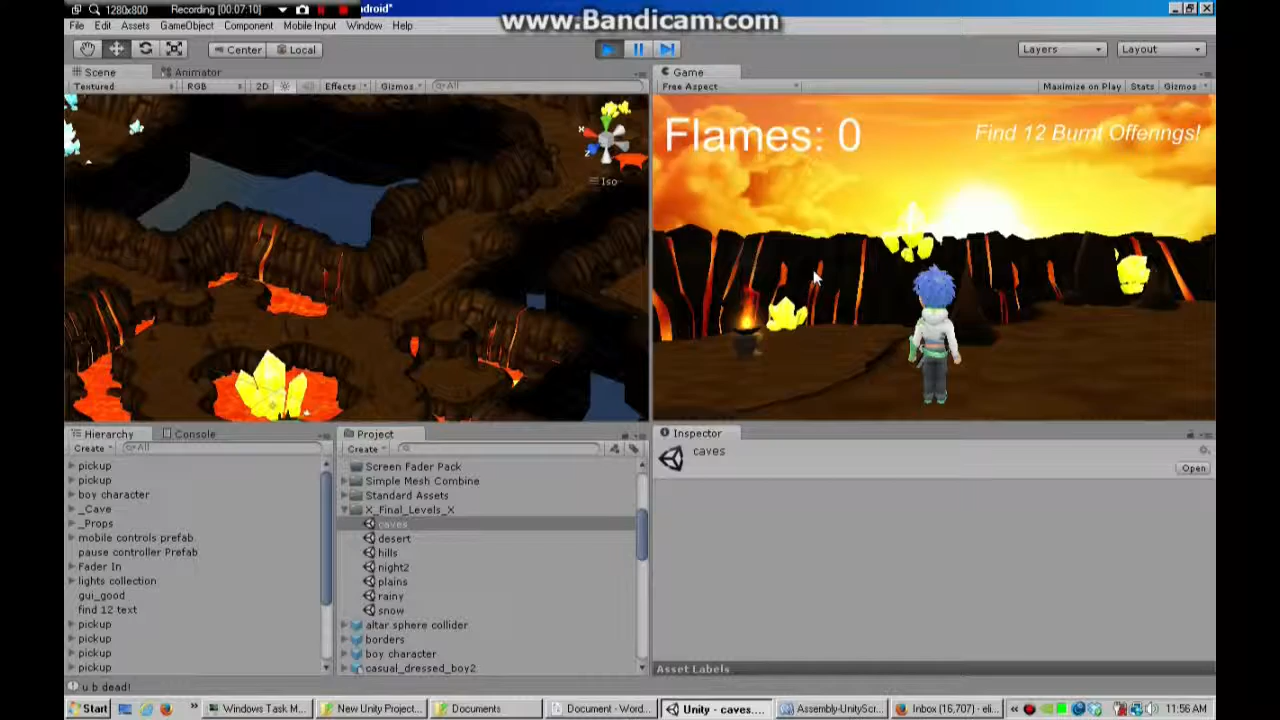 1280x800 Recording [00:07:10] droid*
www.Bandicam.com
File Edit Assets GameObject Component Mobile Input Window Help
Center Local Layers Layout
Scene Animator Game
Textured RGB 2D Effects Gizmos All Free Aspect Maximize on Play Stats Gizmos
Flames: 0 Find 12 Burnt Offerings!
x
z
Iso
Hierarchy Console Project Inspector
Create All Create
caves
Open
pickup
pickup
boy character
_Cave
_Props
mobile controls prefab
pause controller Prefab
Fader In
lights collection
gui_good
find 12 text
pickup
pickup
pickup
pickup
Screen Fader Pack
Simple Mesh Combine
Standard Assets
X_Final_Levels_X
caves
desert
hills
night2
plains
rainy
snow
altar sphere collider
borders
boy character
casual_dressed_boy2
Asset Labels
u b dead!
Start Windows Task M... New Unity Project... Documents Document - Word... Unity - caves.... Assembly-UnityScr... Inbox (16,707) - eli... 11:56 AM